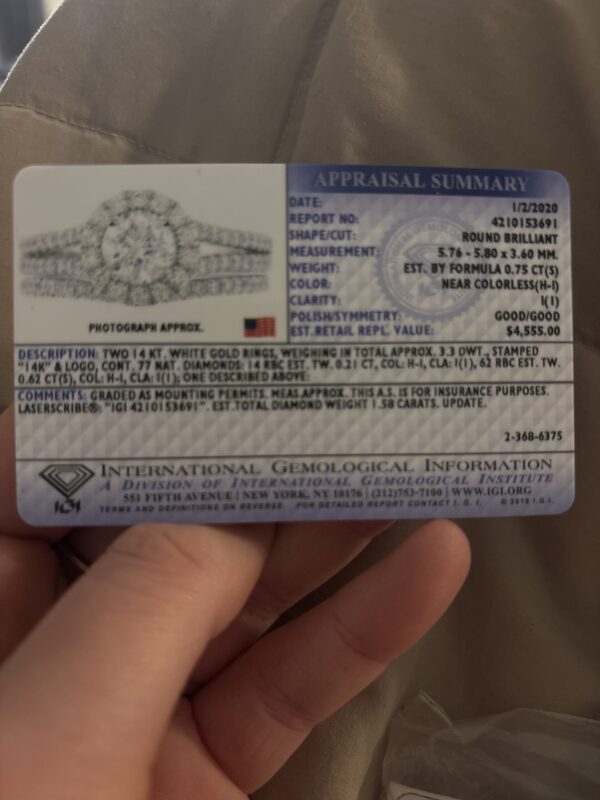 APPRAISAL SUMMARY
DATE: 1/2/2020
REPORT NO: 4210153691
SHAPE/CUT: ROUND BRILLIANT
MEASUREMENT: 5.76 - 5.80 x 3.60 MM.
WEIGHT: EST. BY FORMULA 0.75 CT(S)
COLOR: NEAR COLORLESS(H-I)
CLARITY: I(1)
POLISH/SYMMETRY: GOOD/GOOD
EST.RETAIL REPL. VALUE: $4,555.00
PHOTOGRAPH APPROX.
DESCRIPTION: TWO 14 KT. WHITE GOLD RINGS, WEIGHING IN TOTAL APPROX. 3.3 DWT., STAMPED
"14K" & LOGO, CONT. 77 NAT. DIAMONDS: 14 RBC EST. TW. 0.21 CT, COL: H-I, CLA: I(1), 62 RBC EST. TW.
0.62 CT(S), COL: H-I, CLA: I(1); ONE DESCRIBED ABOVE.
COMMENTS: GRADED AS MOUNTING PERMITS. MEAS.APPROX. THIS A.S. IS FOR INSURANCE PURPOSES.
LASERSCRIBE®: "IGI 4210153691". EST.TOTAL DIAMOND WEIGHT 1.58 CARATS. UPDATE.
2-368-6375
INTERNATIONAL GEMOLOGICAL INFORMATION
A DIVISION OF INTERNATIONAL GEMOLOGICAL INSTITUTE
551 FIFTH AVENUE | NEW YORK, NY 10176 | (212)753-7100 | WWW.IGI.ORG
TERMS AND DEFINITIONS ON REVERSE. FOR DETAILED REPORT CONTACT I. G. I. © 2018 I.G.I.
IGI